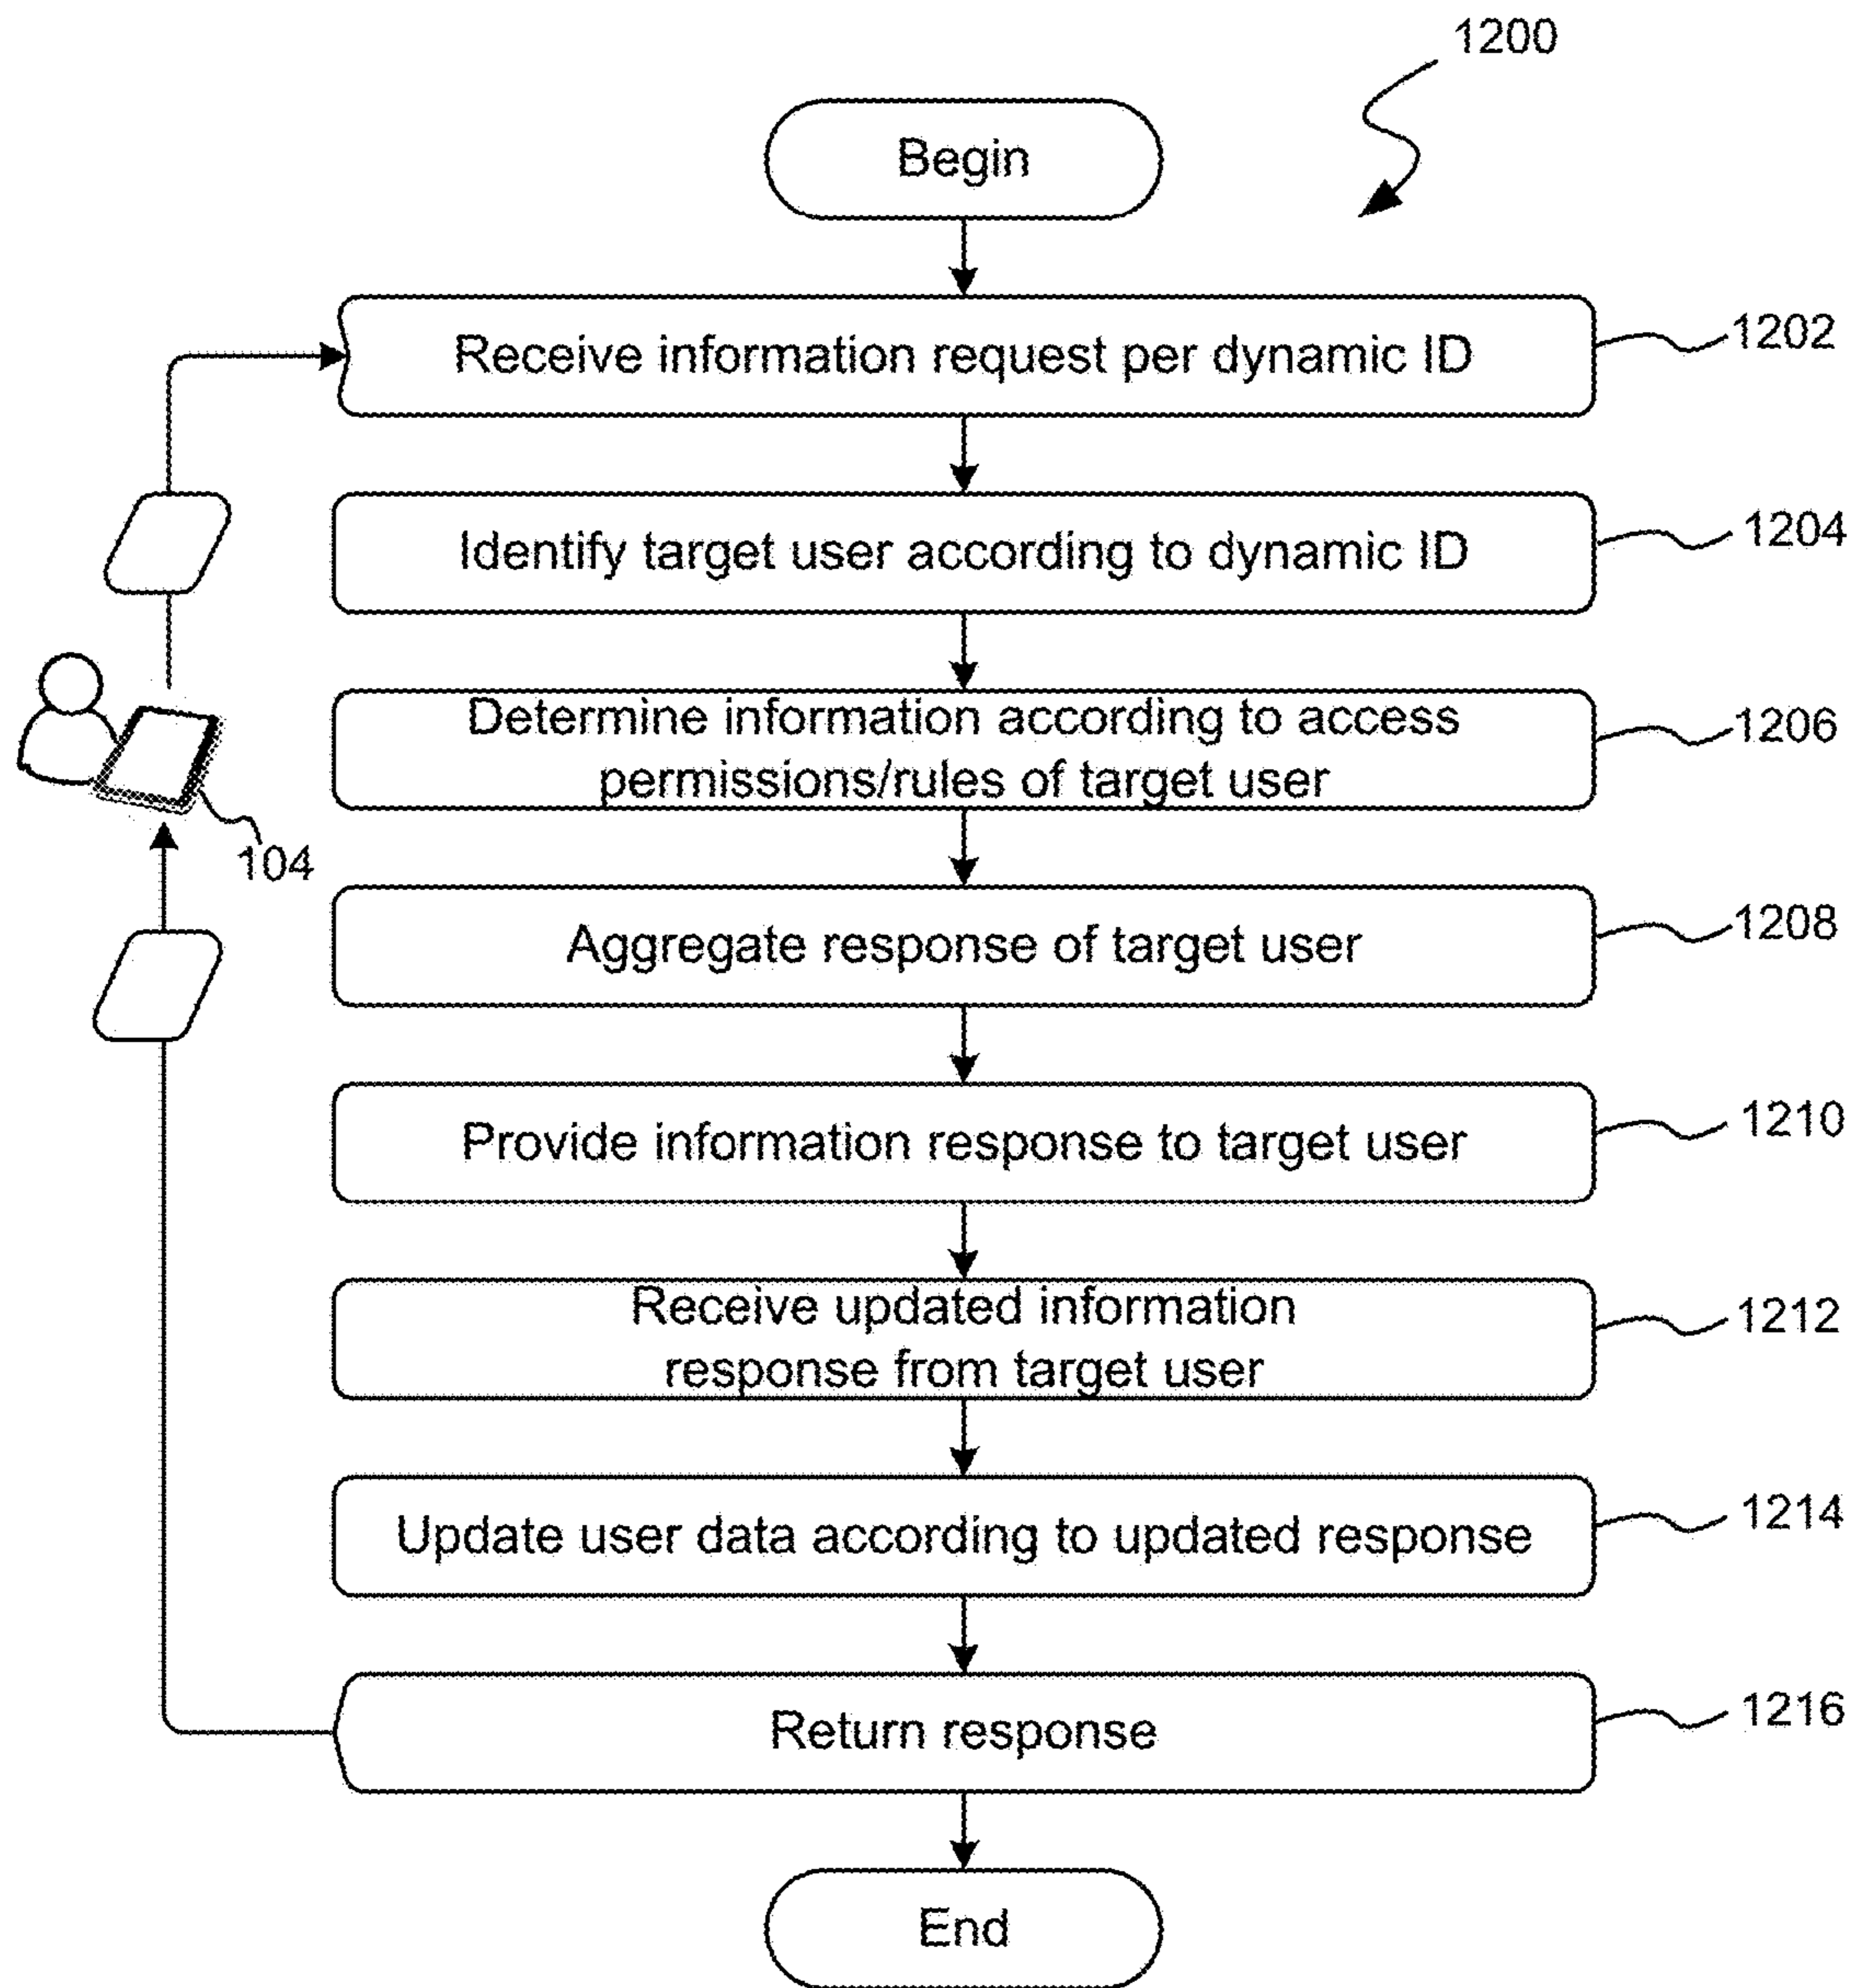 1200
Begin
Receive information request per dynamic ID
1202
Identify target user according to dynamic ID
1204
Determine information according to access
permissions/rules of target user
1206
104
Aggregate response of target user
1208
Provide information response to target user
1210
Receive updated information
response from target user
1212
Update user data according to updated response
1214
Return response
1216
End